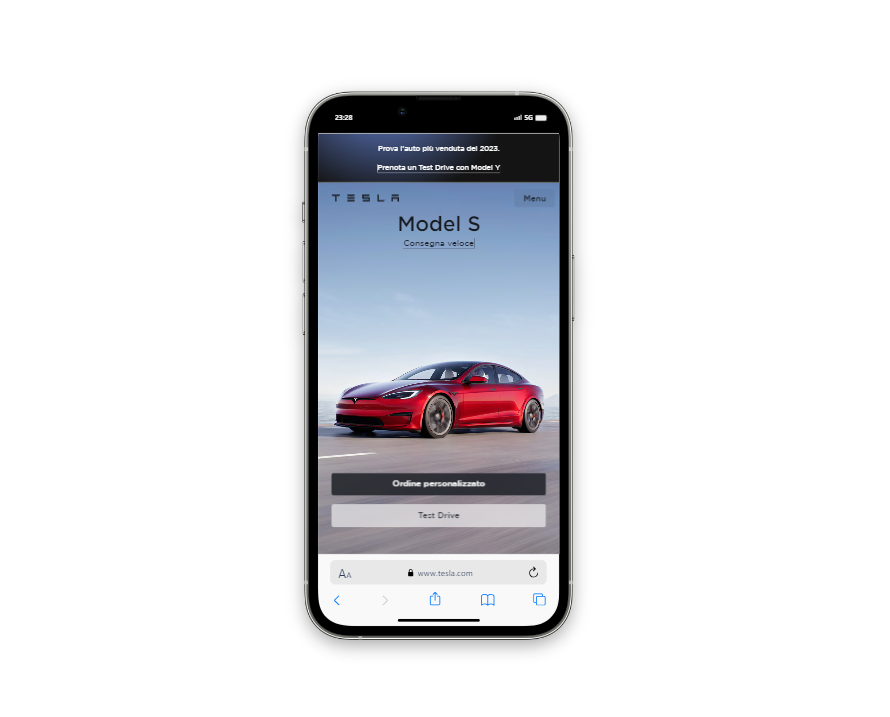 23:28
5G
Prova l'auto più venduta del 2023.
Prenota un Test Drive con Model Y
TESLA
Menu
Model S
Consegna veloce
Ordine personalizzato
Test Drive
AA
www.tesla.com